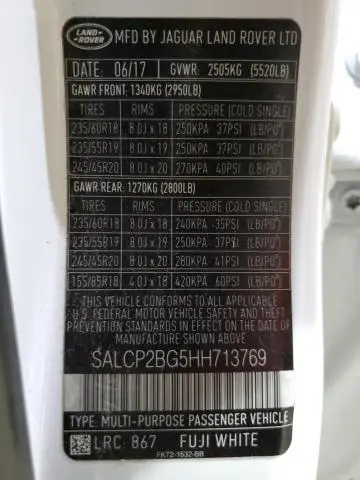 LAND-ROVER
MFD BY JAGUAR LAND ROVER LTD
DATE: 06/17 GVWR: 2505KG (5520LB)
GAWR FRONT: 1340KG (2950LB)
TIRES RIMS PRESSURE (COLD SINGLE)
235/60R18 8.0J x 18 250KPA 37PSI (LB/PO²)
235/55R19 8.0J x 19 250KPA 37PSI (LB/PO²)
245/45R20 8.0J x 20 270KPA 40PSI (LB/PO²)
GAWR REAR: 1270KG (2800LB)
TIRES RIMS PRESSURE (COLD SINGLE)
235/60R18 8.0J x 18 240KPA 35PSI (LB/PO²)
235/55R19 8.0J x 19 250KPA 37PSI (LB/PO²)
245/45R20 8.0J x 20 280KPA 41PSI (LB/PO²)
155/85R18 4.0J x 18 420KPA 60PSI (LB/PO²)
THIS VEHICLE CONFORMS TO ALL APPLICABLE
U.S. FEDERAL MOTOR VEHICLE SAFETY STANDARDS
IN EFFECT ON THE DATE OF MANUFACTURE
SHOWN ABOVE
SALCP2BG5HH713769
TYPE: MULTI-PURPOSE PASSENGER VEHICLE
LRC 867 FUJI WHITE
FK72-1532-BB